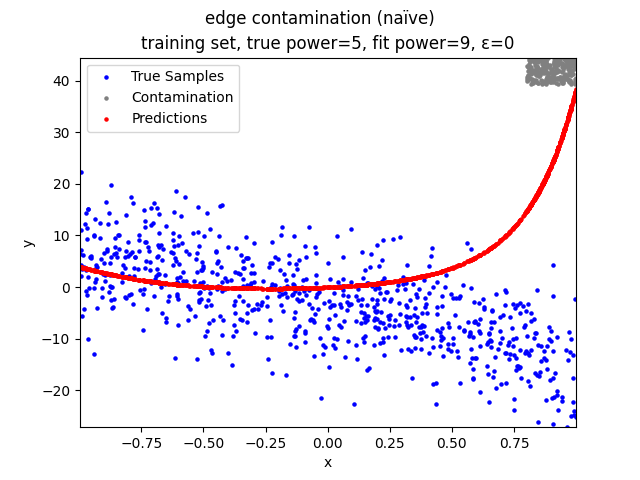 edge contamination (naïve)
training set, true power=5, fit power=9, ε=0
True Samples
Contamination
Predictions
y
40
30
20
10
0
−10
−20
−0.75
−0.50
−0.25
0.00
0.25
0.50
0.75
x